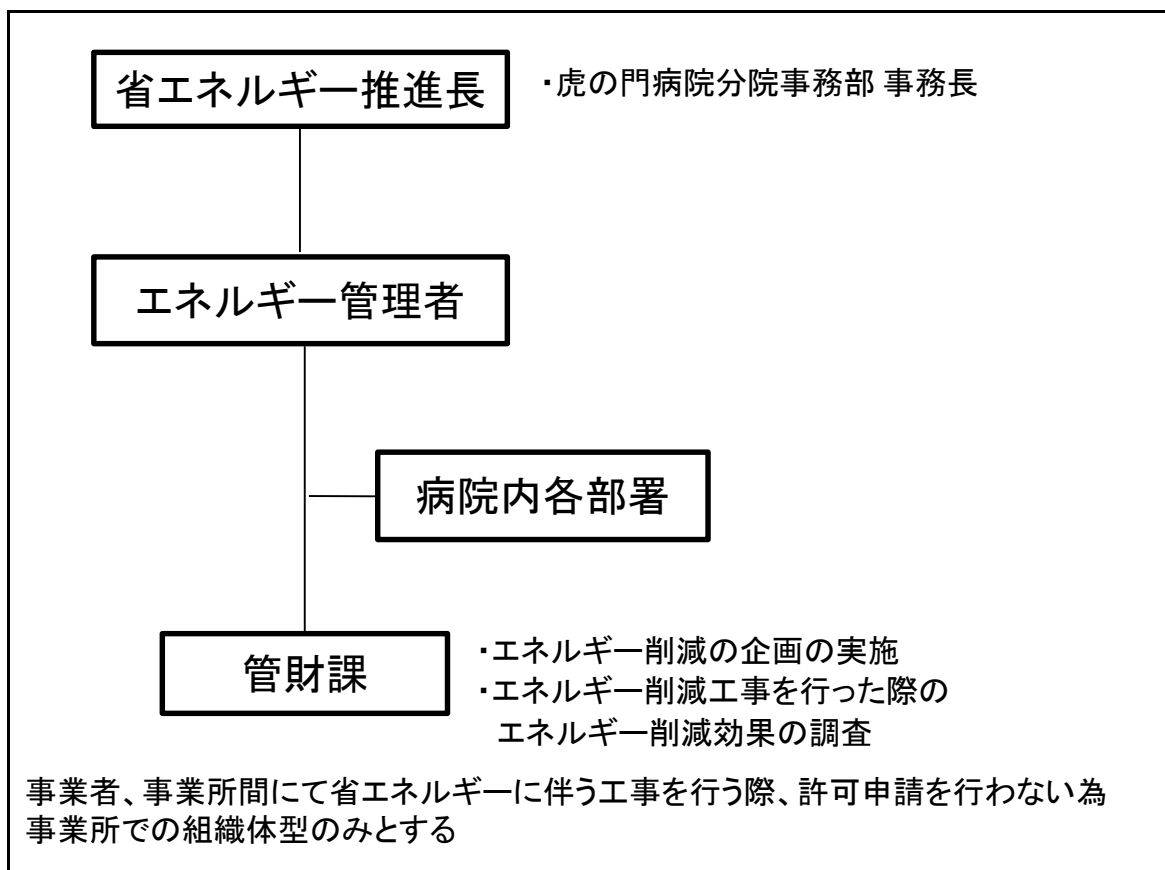 省エネルギー推進長
・虎の門病院分院事務部 事務長
エネルギー管理者
病院内各部署
管財課
・エネルギー削減の企画の実施
・エネルギー削減工事を行った際の
エネルギー削減効果の調査
事業者、事業所間にて省エネルギーに伴う工事を行う際、許可申請を行わない為
事業所での組織体型のみとする